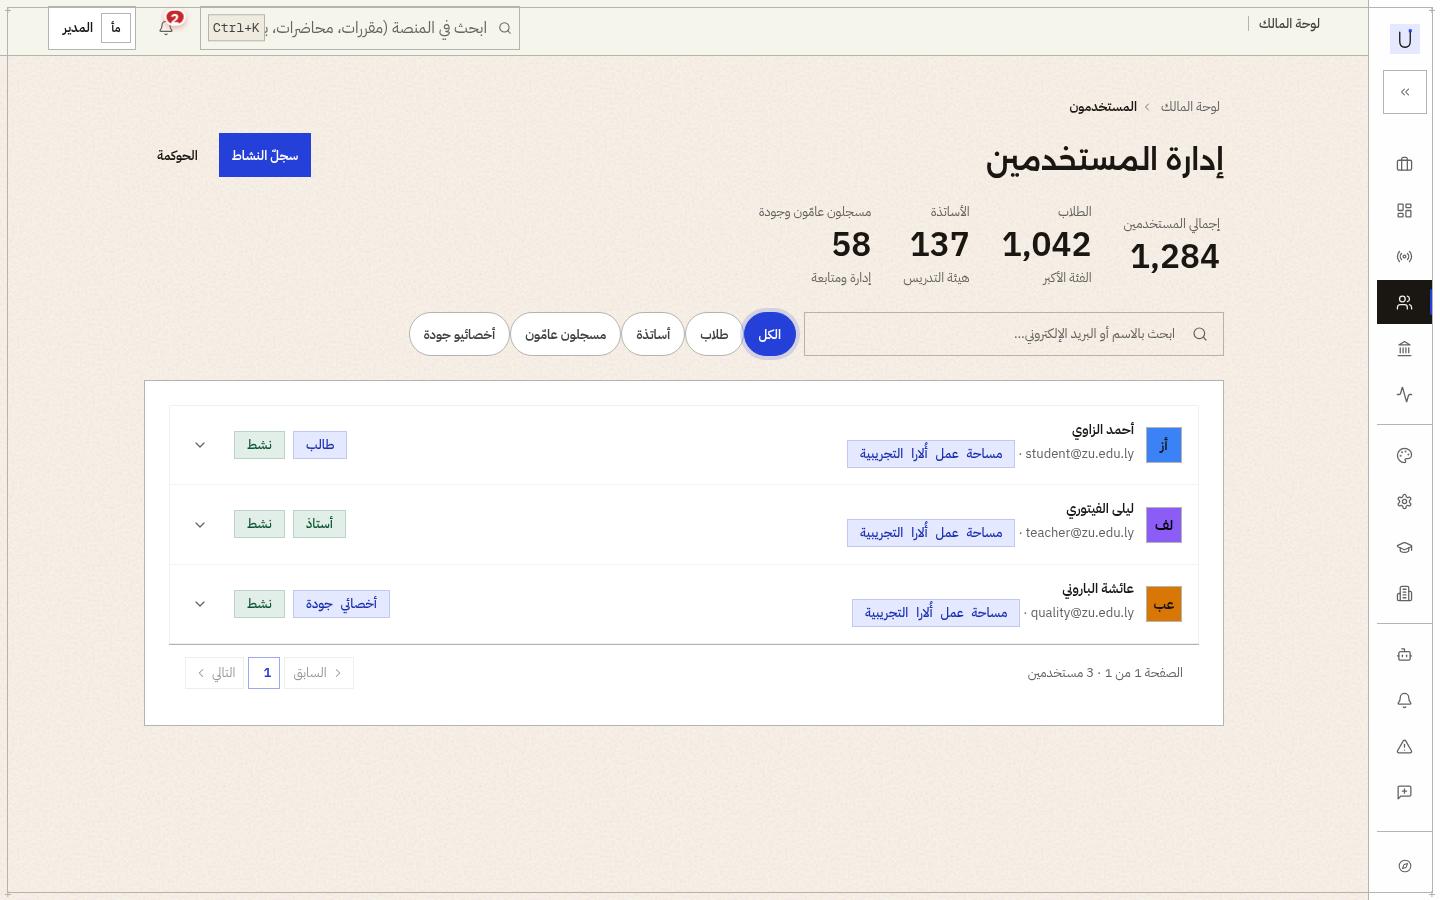 لوحة المالك
ابحث في المنصة (مقررات، محاضرات، ب
Ctrl+K
2
مأ
المدير
لوحة المالك
المستخدمون
إدارة المستخدمين
سجلّ النشاط
الحوكمة
إجمالي المستخدمين
1,284
الطلاب
1,042
الفئة الأكبر
الأساتذة
137
هيئة التدريس
مسجلون عامّون وجودة
58
إدارة ومتابعة
ابحث بالاسم أو البريد الإلكتروني...
الكل
طلاب
أساتذة
مسجلون عامّون
أخصائيو جودة
أز
أحمد الزاوي
student@zu.edu.ly · مساحة عمل ألارا التجريبية
طالب
نشط
لف
ليلى الفيتوري
teacher@zu.edu.ly · مساحة عمل ألارا التجريبية
أستاذ
نشط
عب
عائشة الباروني
quality@zu.edu.ly · مساحة عمل ألارا التجريبية
أخصائي جودة
نشط
الصفحة 1 من 1 · 3 مستخدمين
السابق
1
التالي